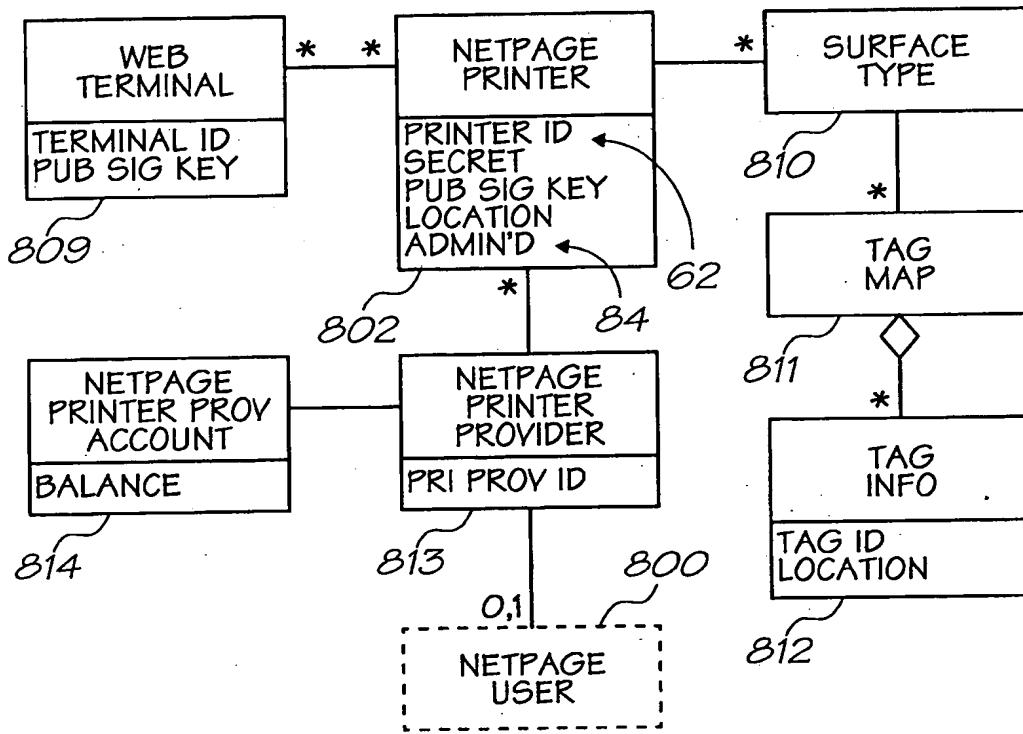 WEB
TERMINAL
TERMINAL ID
PUB SIG KEY
809
* *
NETPAGE
PRINTER
PRINTER ID
SECRET
PUB SIG KEY
LOCATION
ADMIN'D
802
62
84
*
*
SURFACE
TYPE
810
*
TAG
MAP
811
*
TAG
INFO
TAG ID
LOCATION
812
NETPAGE
PRINTER PROV
ACCOUNT
BALANCE
814
NETPAGE
PRINTER
PROVIDER
PRI PROV ID
813
0,1
800
NETPAGE
USER